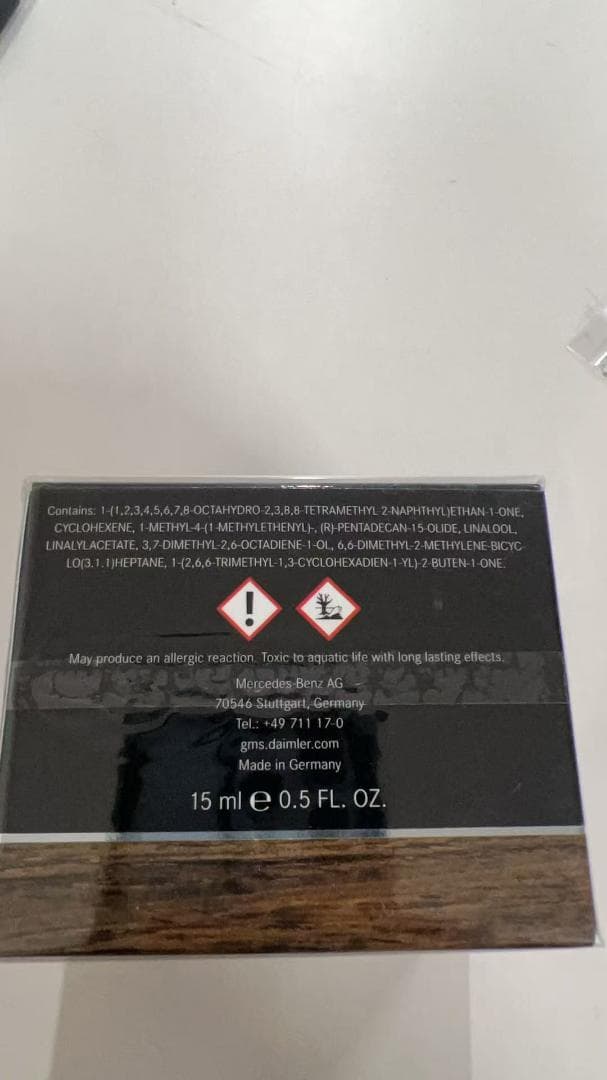 Contains: 1-(1,2,3,4,5,6,7,8-OCTAHYDRO-2,3,8,8-TETRAMETHYL-2-NAPHTHYL)ETHAN-1-ONE,
CYCLOHEXENE, 1-METHYL-4-(1-METHYLETHENYL)-, (R)-PENTADECAN-15-OLIDE, LINALOOL,
LINALYLACETATE, 3,7-DIMETHYL-2,6-OCTADIENE-1-OL, 6,6-DIMETHYL-2-METHYLENE-BICYC-
LO(3.1.1)HEPTANE, 1-(2,6,6-TRIMETHYL-1,3-CYCLOHEXADIEN-1-YL)-2-BUTEN-1-ONE.
May produce an allergic reaction. Toxic to aquatic life with long lasting effects.
Mercedes-Benz AG
70546 Stuttgart, Germany
Tel.: +49 711 17-0
gms.daimler.com
Made in Germany
15 ml ℮ 0.5 FL. OZ.